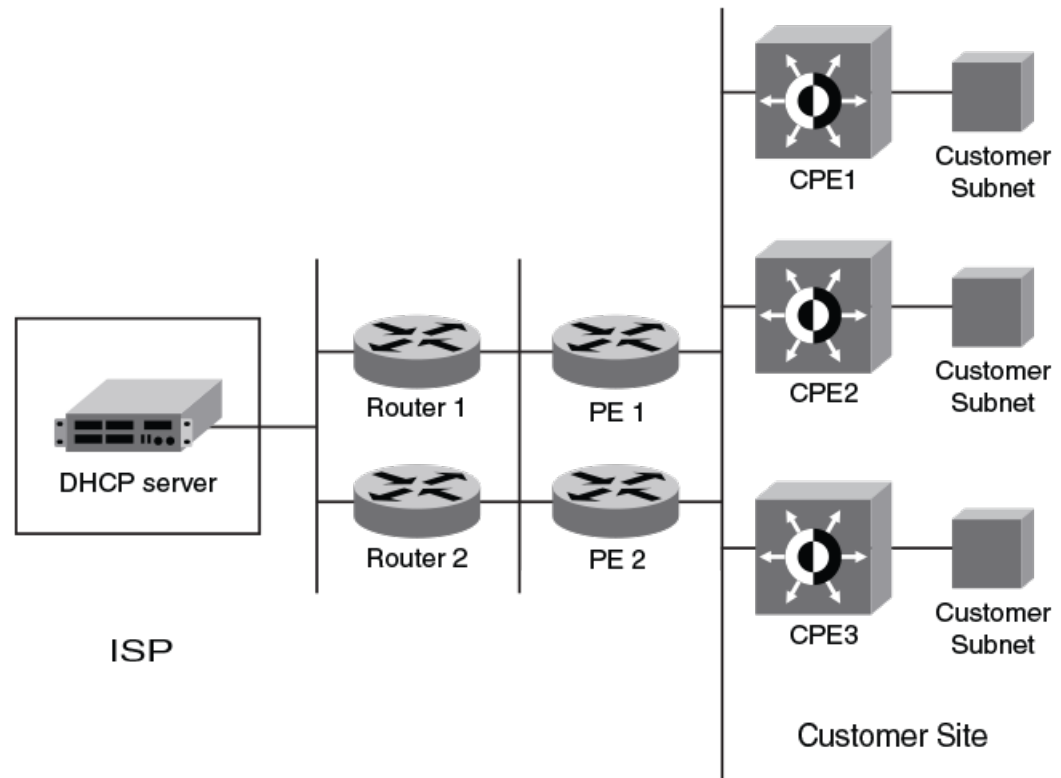 CPE1
Customer
Subnet
CPE2
Customer
Subnet
Router 1
PE 1
DHCP server
Router 2
PE 2
CPE3
Customer
Subnet
ISP
Customer Site